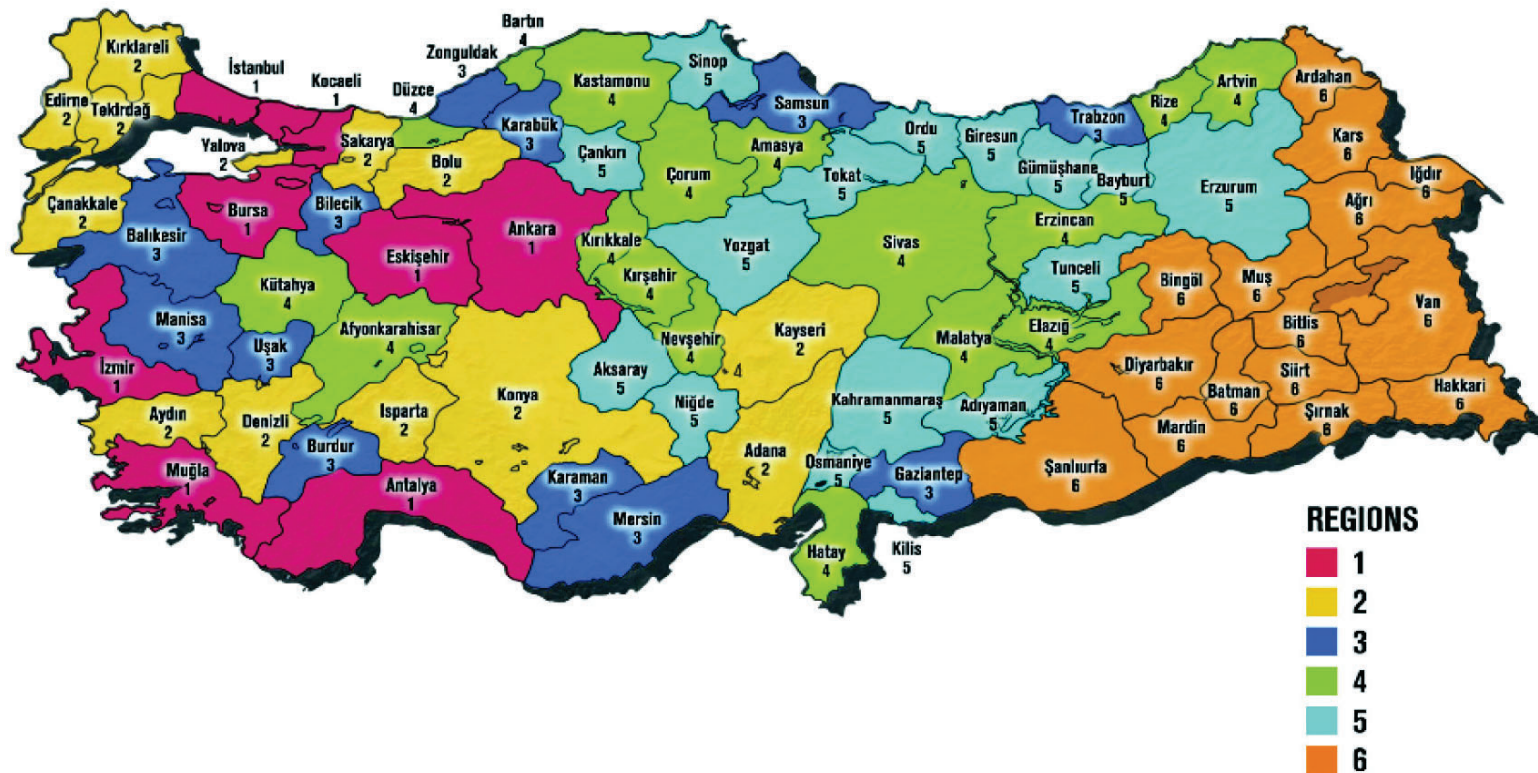 Kırklareli
2
Edirne
2
Tekirdağ
2
İstanbul
1
Kocaeli
1
Yalova
2
Sakarya
2
Düzce
4
Zonguldak
3
Bartın
4
Karabük
3
Kastamonu
4
Sinop
5
Samsun
3
Çankırı
5
Bolu
2
Çorum
4
Amasya
4
Tokat
5
Ordu
5
Giresun
5
Gümüşhane
5
Bayburt
5
Trabzon
3
Rize
4
Artvin
4
Ardahan
6
Kars
6
Iğdır
6
Ağrı
6
Erzurum
5
Erzincan
4
Tunceli
5
Bingöl
6
Muş
6
Van
6
Bitlis
6
Siirt
6
Hakkari
6
Şırnak
6
Batman
6
Diyarbakır
6
Mardin
6
Şanlıurfa
6
Elazığ
4
Malatya
4
Adıyaman
5
Sivas
4
Yozgat
5
Kırıkkale
4
Kırşehir
4
Nevşehir
4
4
Kayseri
2
Kahramanmaraş
5
Osmaniye
5
Gaziantep
3
Kilis
5
Hatay
4
Adana
2
Niğde
5
Aksaray
5
Konya
2
Karaman
3
Mersin
3
Ankara
1
Eskişehir
1
Bilecik
3
Bursa
1
Çanakkale
2
Balıkesir
3
Kütahya
4
Afyonkarahisar
4
Manisa
3
Uşak
3
İzmir
1
Aydın
2
Denizli
2
Isparta
2
Burdur
3
Muğla
1
Antalya
1
REGIONS
1
2
3
4
5
6